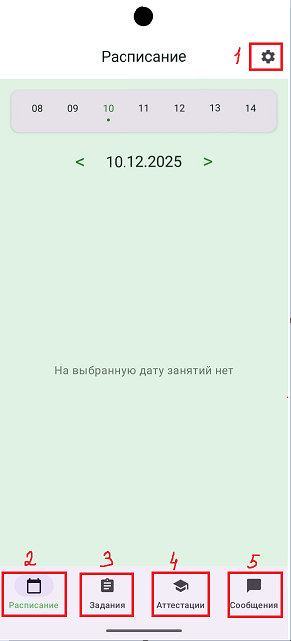 Расписание 1
08 09 10 11 12 13 14
< 10.12.2025 >
На выбранную дату занятий нет
2 3 4 5
Расписание Задания Аттестации Сообщения